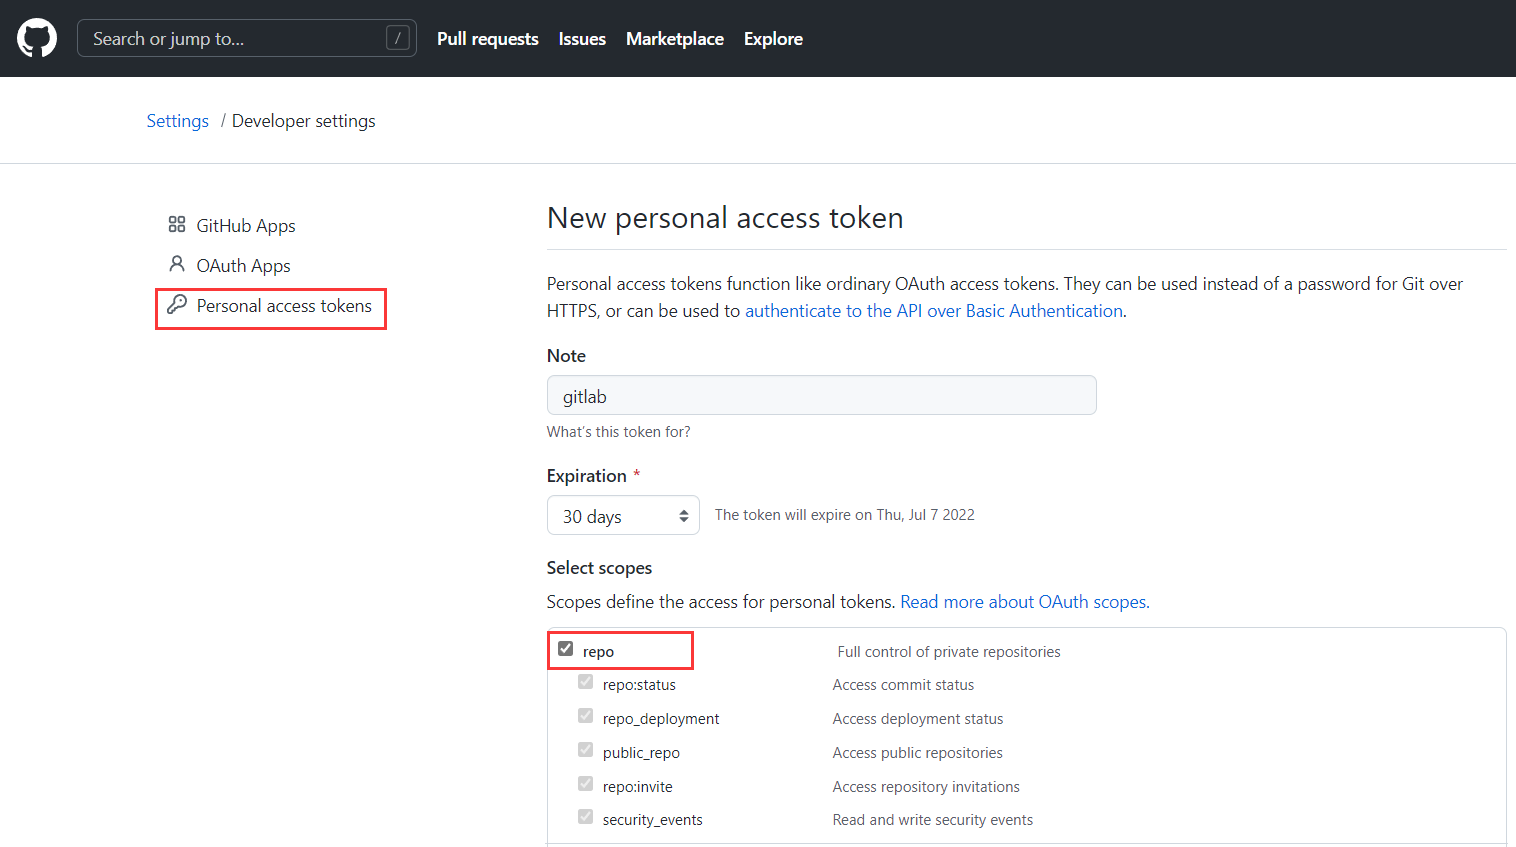 Search or jump to... /
Pull requests Issues Marketplace Explore
Settings / Developer settings
GitHub Apps
OAuth Apps
Personal access tokens
New personal access token
Personal access tokens function like ordinary OAuth access tokens. They can be used instead of a password for Git over
HTTPS, or can be used to authenticate to the API over Basic Authentication.
Note
gitlab
What's this token for?
Expiration *
30 days The token will expire on Thu, Jul 7 2022
Select scopes
Scopes define the access for personal tokens. Read more about OAuth scopes.
repo Full control of private repositories
repo:status Access commit status
repo_deployment Access deployment status
public_repo Access public repositories
repo:invite Access repository invitations
security_events Read and write security events